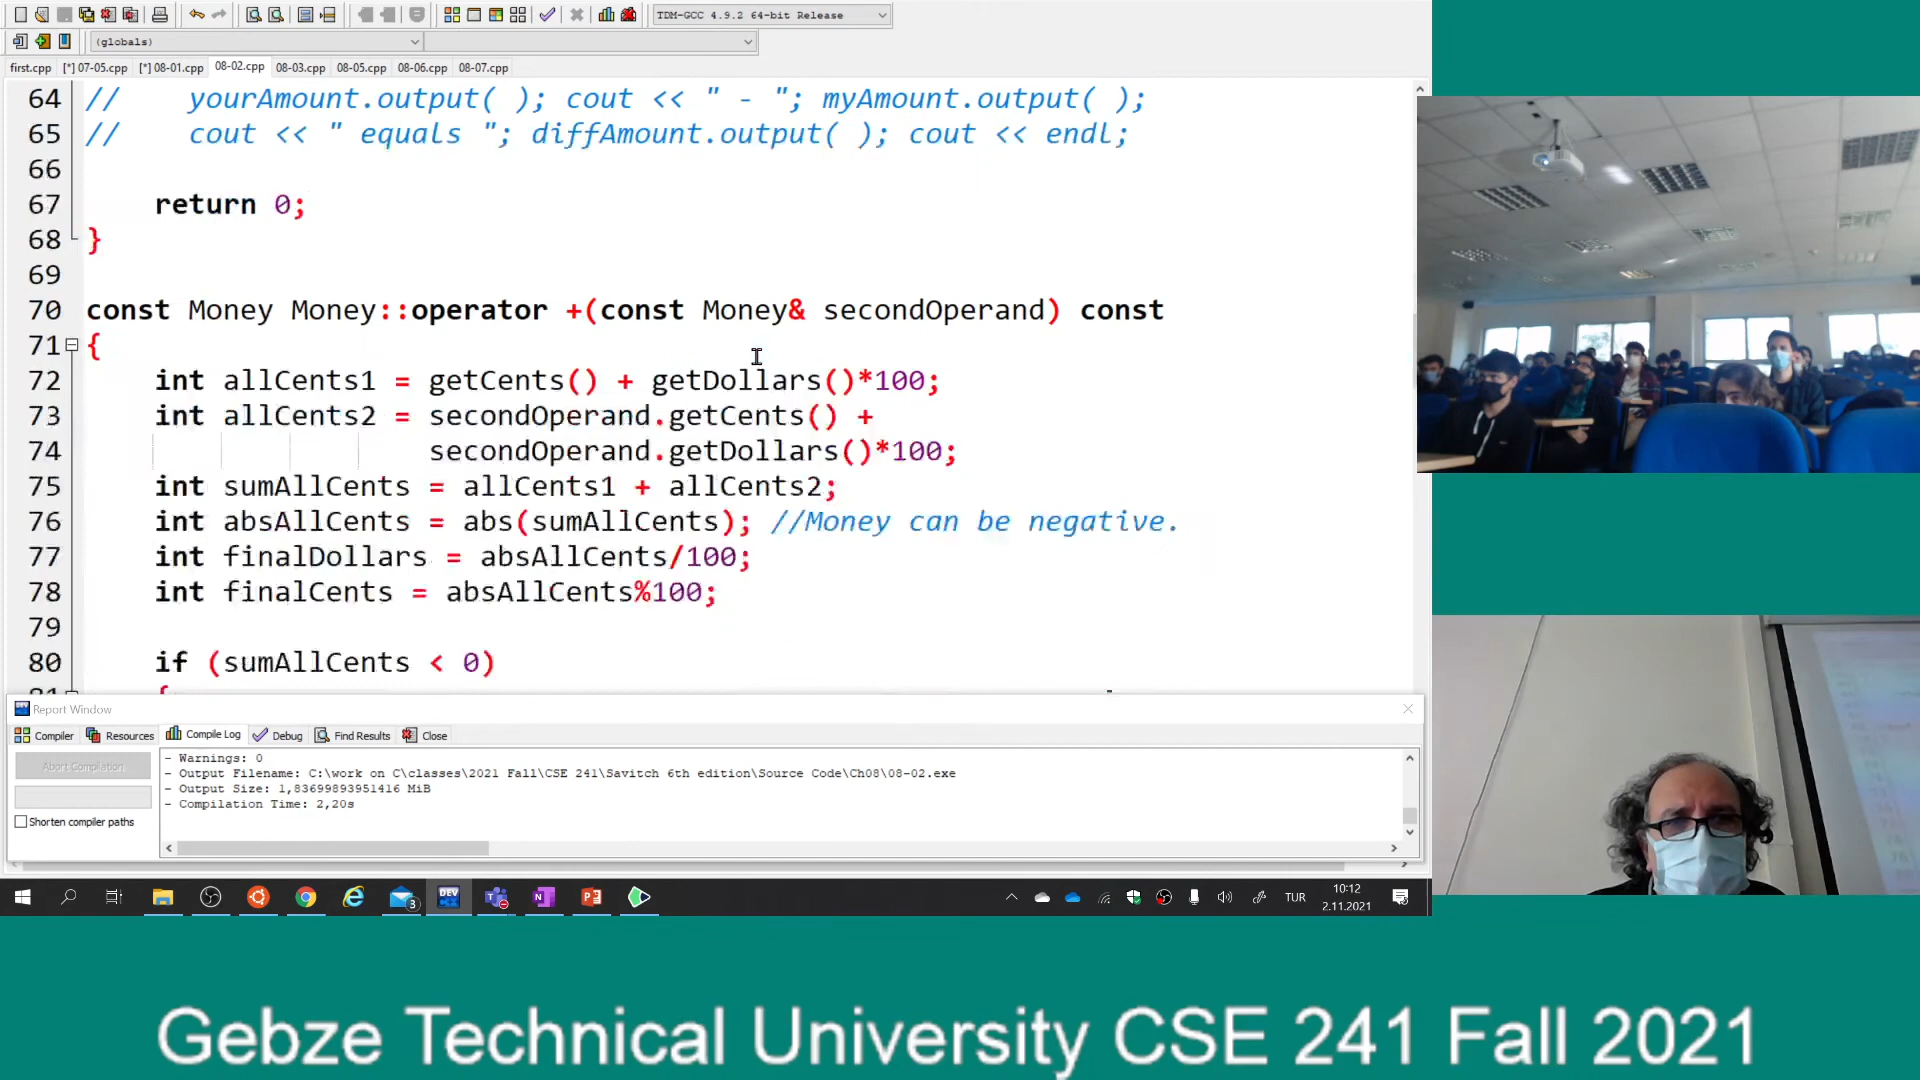 TDM-GCC 4.9.2 64-bit Release
(globals)
first.cpp [*] 07-05.cpp [*] 08-01.cpp 08-02.cpp 08-03.cpp 08-05.cpp 08-06.cpp 08-07.cpp
64 //    yourAmount.output( ); cout << " - "; myAmount.output( );
65 //    cout << " equals "; diffAmount.output( ); cout << endl;
66
67     return 0;
68 }
69
70 const Money Money::operator +(const Money& secondOperand) const
71 {
72     int allCents1 = getCents() + getDollars()*100;
73     int allCents2 = secondOperand.getCents() +
74                     secondOperand.getDollars()*100;
75     int sumAllCents = allCents1 + allCents2;
76     int absAllCents = abs(sumAllCents); //Money can be negative.
77     int finalDollars = absAllCents/100;
78     int finalCents = absAllCents%100;
79
80     if (sumAllCents < 0)
81     {
Report Window
Compiler Resources Compile Log Debug Find Results Close
Abort Compilation
Shorten compiler paths
- Warnings: 0
- Output Filename: C:\work on C\classes\2021 Fall\CSE 241\Savitch 6th edition\Source Code\Ch08\08-02.exe
- Output Size: 1,83699893951416 MiB
- Compilation Time: 2,20s
DEV
3
TUR
10:12
2.11.2021
Gebze Technical University CSE 241 Fall 2021